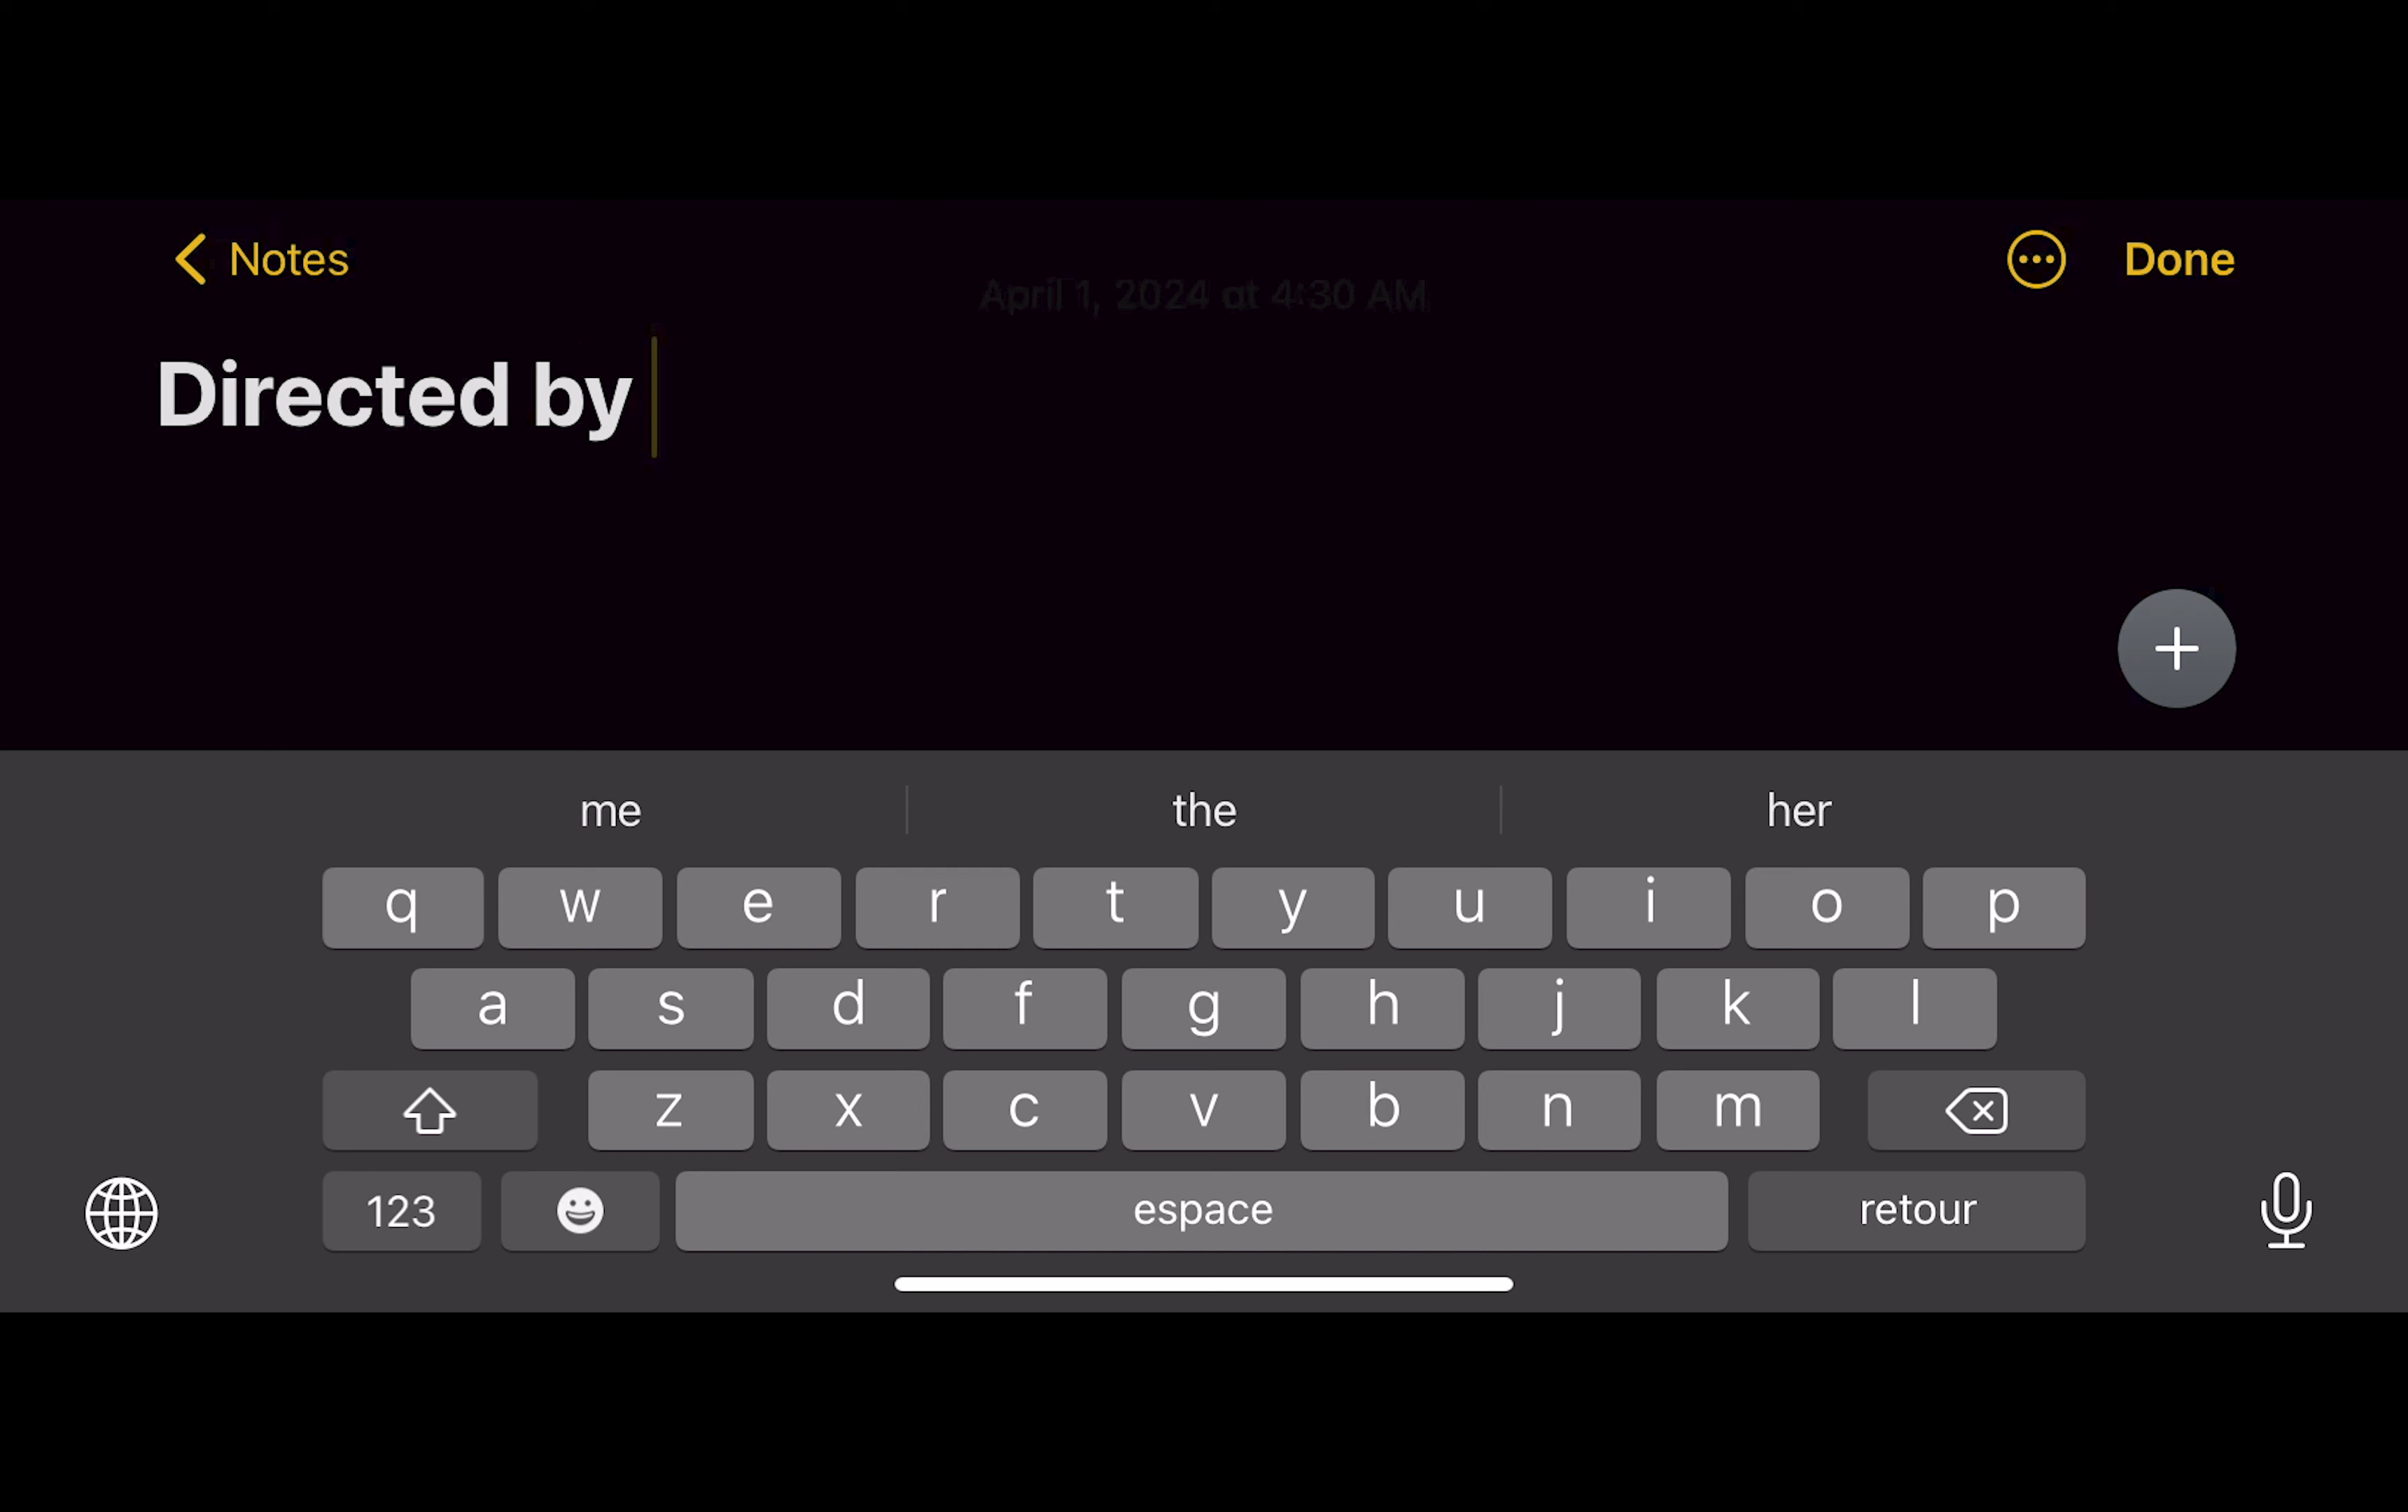 Notes
Done
April 1, 2024 at 4:30 AM
Directed by
me the her
q w e r t y u i o p
a s d f g h j k l
z x c v b n m
123 espace retour